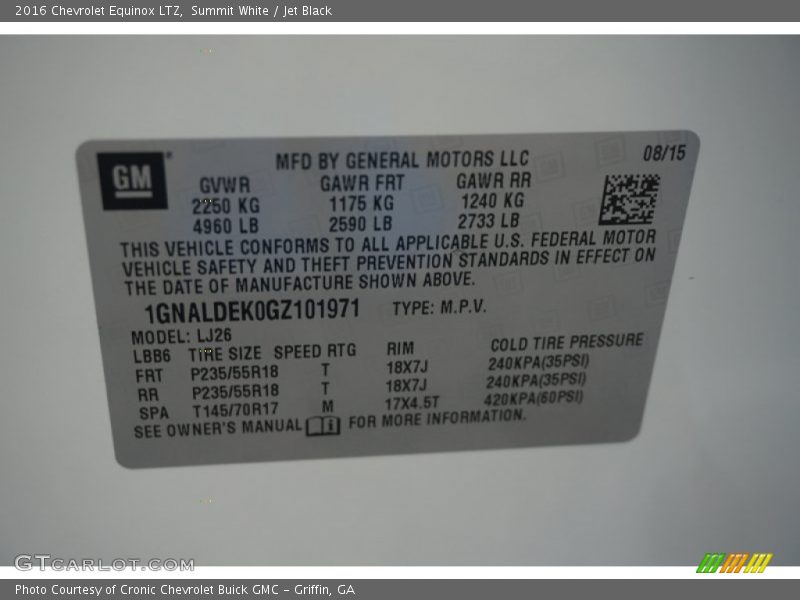 2016 Chevrolet Equinox LTZ,  Summit White / Jet Black
GM® MFD BY GENERAL MOTORS LLC 08/15
GVWR GAWR FRT GAWR RR
2250 KG 1175 KG 1240 KG
4960 LB 2590 LB 2733 LB
THIS VEHICLE CONFORMS TO ALL APPLICABLE U.S. FEDERAL MOTOR
VEHICLE SAFETY AND THEFT PREVENTION STANDARDS IN EFFECT ON
THE DATE OF MANUFACTURE SHOWN ABOVE.
1GNALDEK0GZ101971 TYPE: M.P.V.
MODEL: LJ26
LBB6 TIRE SIZE SPEED RTG RIM COLD TIRE PRESSURE
FRT P235/55R18 T 18X7J 240KPA(35PSI)
RR P235/55R18 T 18X7J 240KPA(35PSI)
SPA T145/70R17 M 17X4.5T 420KPA(60PSI)
SEE OWNER'S MANUAL FOR MORE INFORMATION.
GTCARLOT.COM
Photo Courtesy of Cronic Chevrolet Buick GMC – Griffin, GA